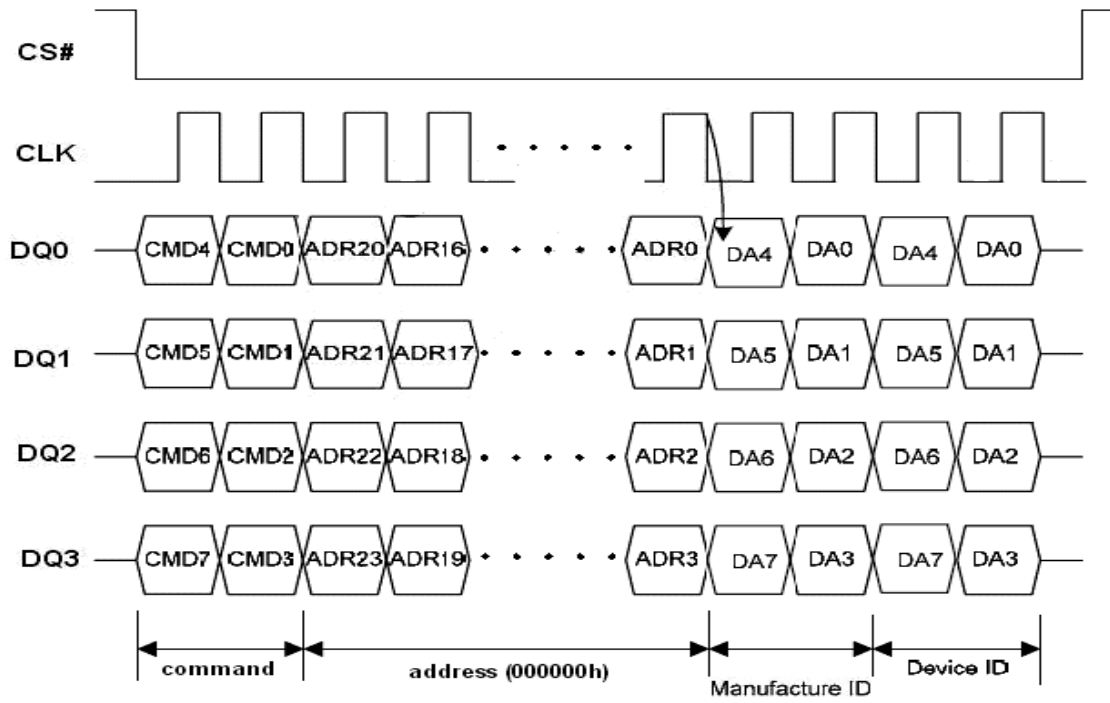 CS#
CLK
DQ0 CMD4 CMD0 ADR20 ADR16 ADR0 DA4 DA0 DA4 DA0
DQ1 CMD5 CMD1 ADR21 ADR17 ADR1 DA5 DA1 DA5 DA1
DQ2 CMD6 CMD2 ADR22 ADR18 ADR2 DA6 DA2 DA6 DA2
DQ3 CMD7 CMD3 ADR23 ADR19 ADR3 DA7 DA3 DA7 DA3
command address (000000h) Manufacture ID Device ID